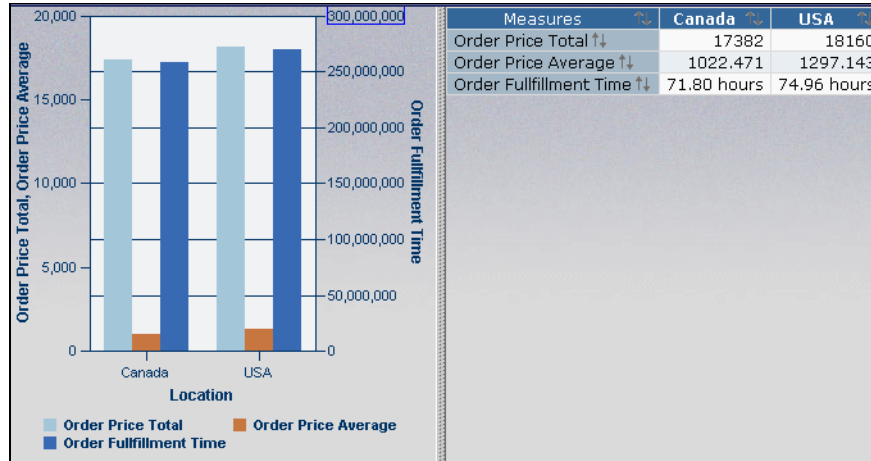 20,000
15,000
10,000
5,000
0
Order Price Total, Order Price Average
300,000,000
250,000,000
200,000,000
150,000,000
100,000,000
50,000,000
0
Order Fullfillment Time
Canada USA
Location
Order Price Total Order Price Average
Order Fullfillment Time
Measures Canada USA
Order Price Total 17382 18160
Order Price Average 1022.471 1297.143
Order Fullfillment Time 71.80 hours 74.96 hours